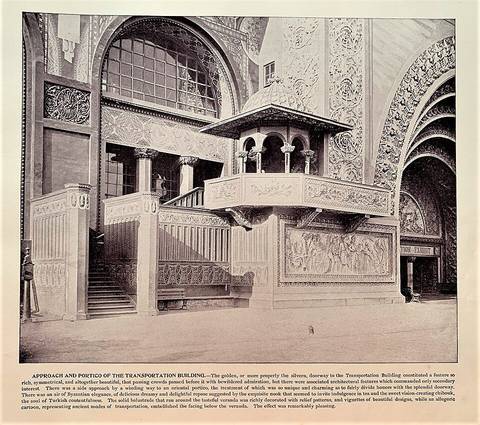 APPROACH AND PORTICO OF THE TRANSPORTATION BUILDING.—The golden, or more properly the silvern, doorway in the Transportation Building constituted a feature so
rich, symmetrical, and altogether beautiful, that passing crowds paused before it with bewildered admiration, but there were associated architectural features which commanded only secondary
interest. There was a side approach by a winding way to an oriental portico, the treatment of which was so unique and charming as to fairly divide honors with the splendid doorway.
There was an air of Byzantian elegance, of delicious dreamy and delightful repose suggested by the exquisite nook that seemed to invite indulgence in tea and the sweet vision-creating chibouk,
the soul of Turkish contentfulness. The solid balustrade that ran around the tasteful veranda was richly decorated with relief patterns, and vignettes of beautiful designs, while an allegoric
cartoon, representing ancient modes of transportation, embellished the facing below the veranda. The effect was remarkably pleasing.